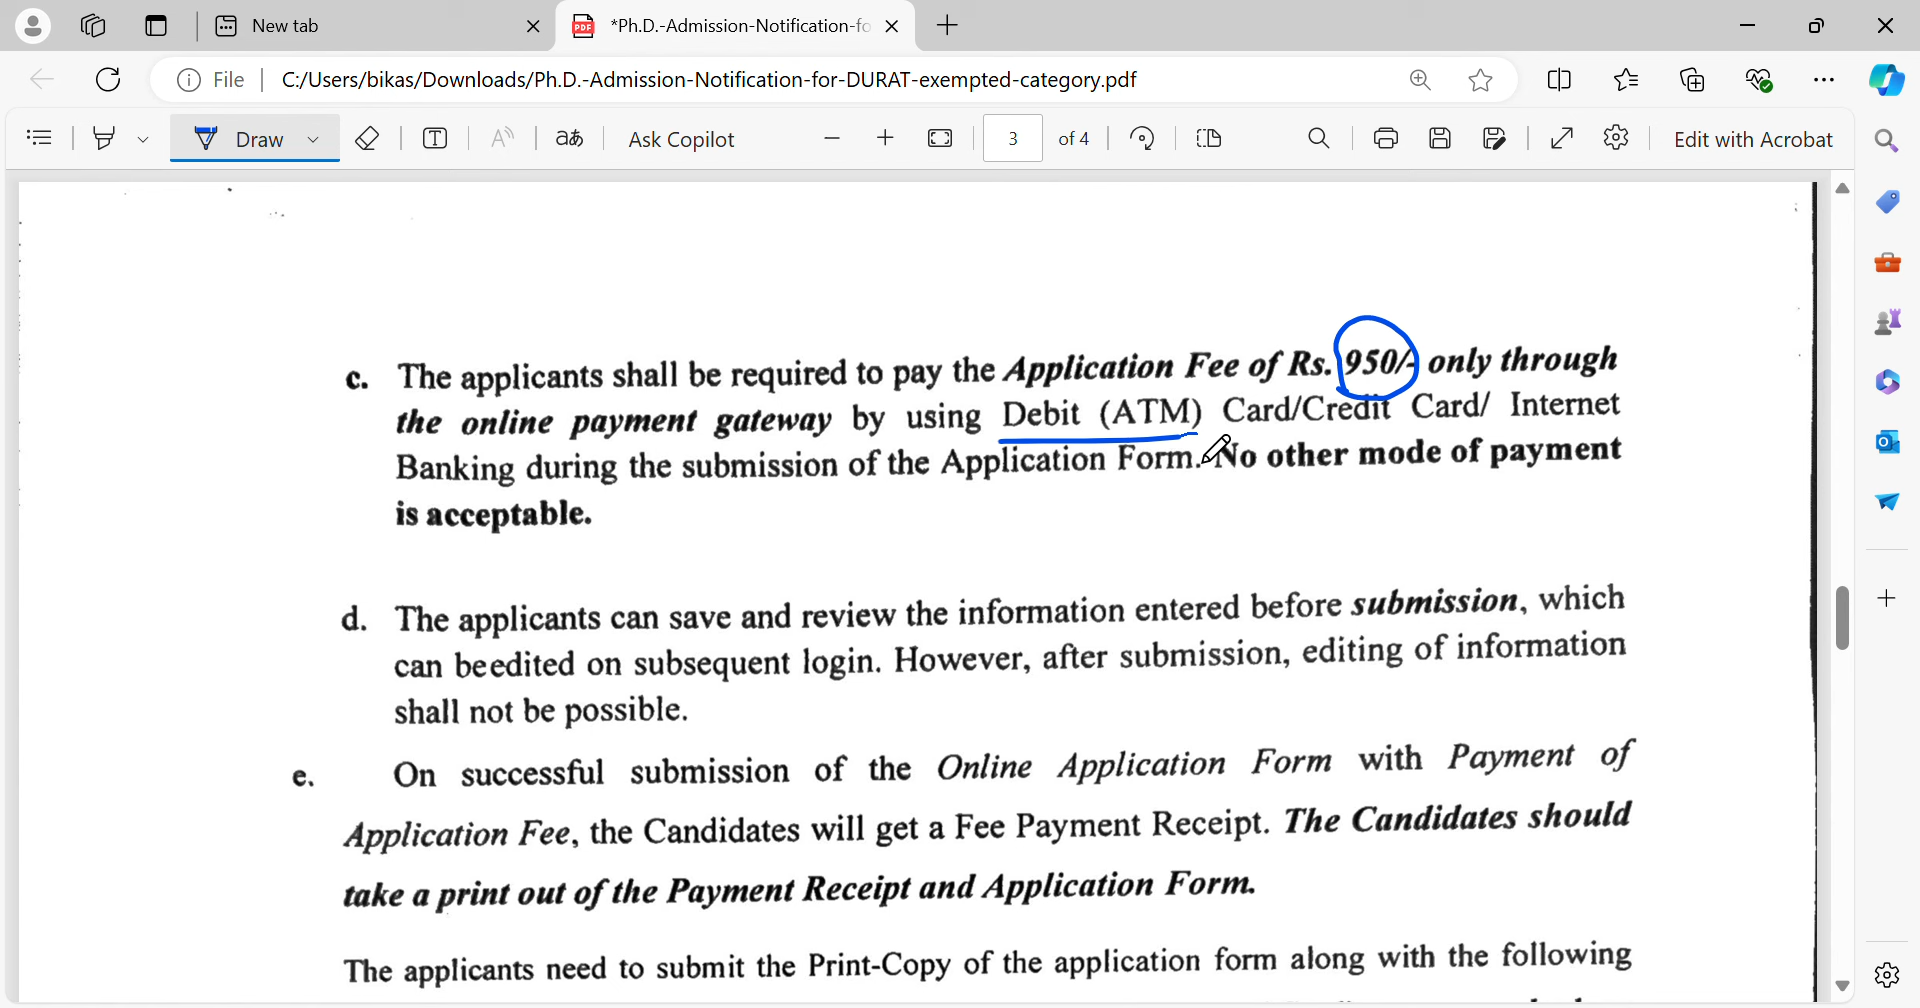 New tab
*Ph.D.-Admission-Notification-fo
File
C:/Users/bikas/Downloads/Ph.D.-Admission-Notification-for-DURAT-exempted-category.pdf
Draw
aあ
Ask Copilot
3
of 4
Edit with Acrobat
c. The applicants shall be required to pay the Application Fee of Rs. 950/- only through
the online payment gateway by using Debit (ATM) Card/Credit Card/ Internet
Banking during the submission of the Application Form. No other mode of payment
is acceptable.
d. The applicants can save and review the information entered before submission, which
can beedited on subsequent login. However, after submission, editing of information
shall not be possible.
e. On successful submission of the Online Application Form with Payment of
Application Fee, the Candidates will get a Fee Payment Receipt. The Candidates should
take a print out of the Payment Receipt and Application Form.
The applicants need to submit the Print-Copy of the application form along with the following